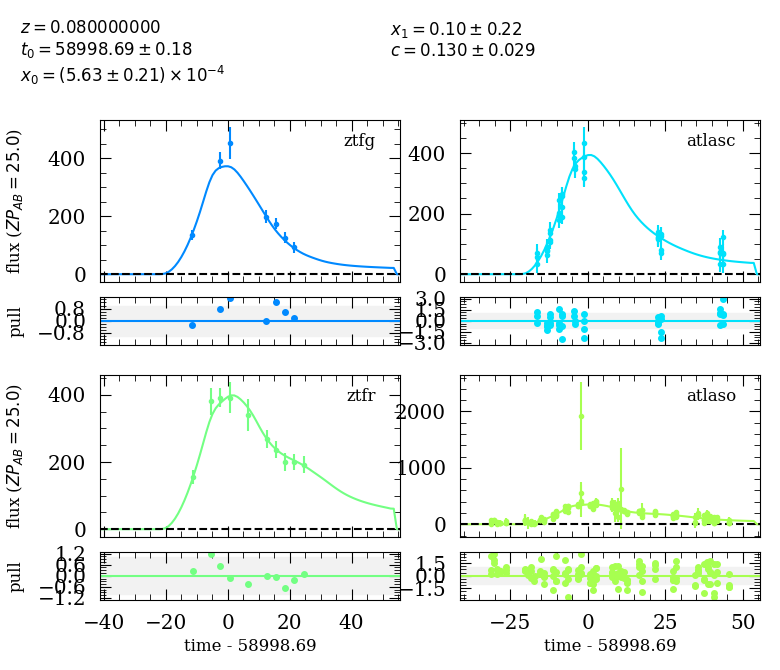 z = 0.080000000
t₀ = 58998.69 ± 0.18
x₀ = (5.63 ± 0.21) × 10⁻⁴
x₁ = 0.10 ± 0.22
c = 0.130 ± 0.029
flux (ZP_AB = 25.0)
ztfg
400
200
0
atlasc
400
200
0
pull
0.8
0.0
−0.8
3.0
1.5
0.0
−1.5
−3.0
flux (ZP_AB = 25.0)
ztfr
400
200
0
atlaso
2000
1000
0
pull
1.2
0.6
0.0
−0.6
−1.2
1.5
0.0
−1.5
−40 −20 0 20 40
−25 0 25 50
time - 58998.69
time - 58998.69